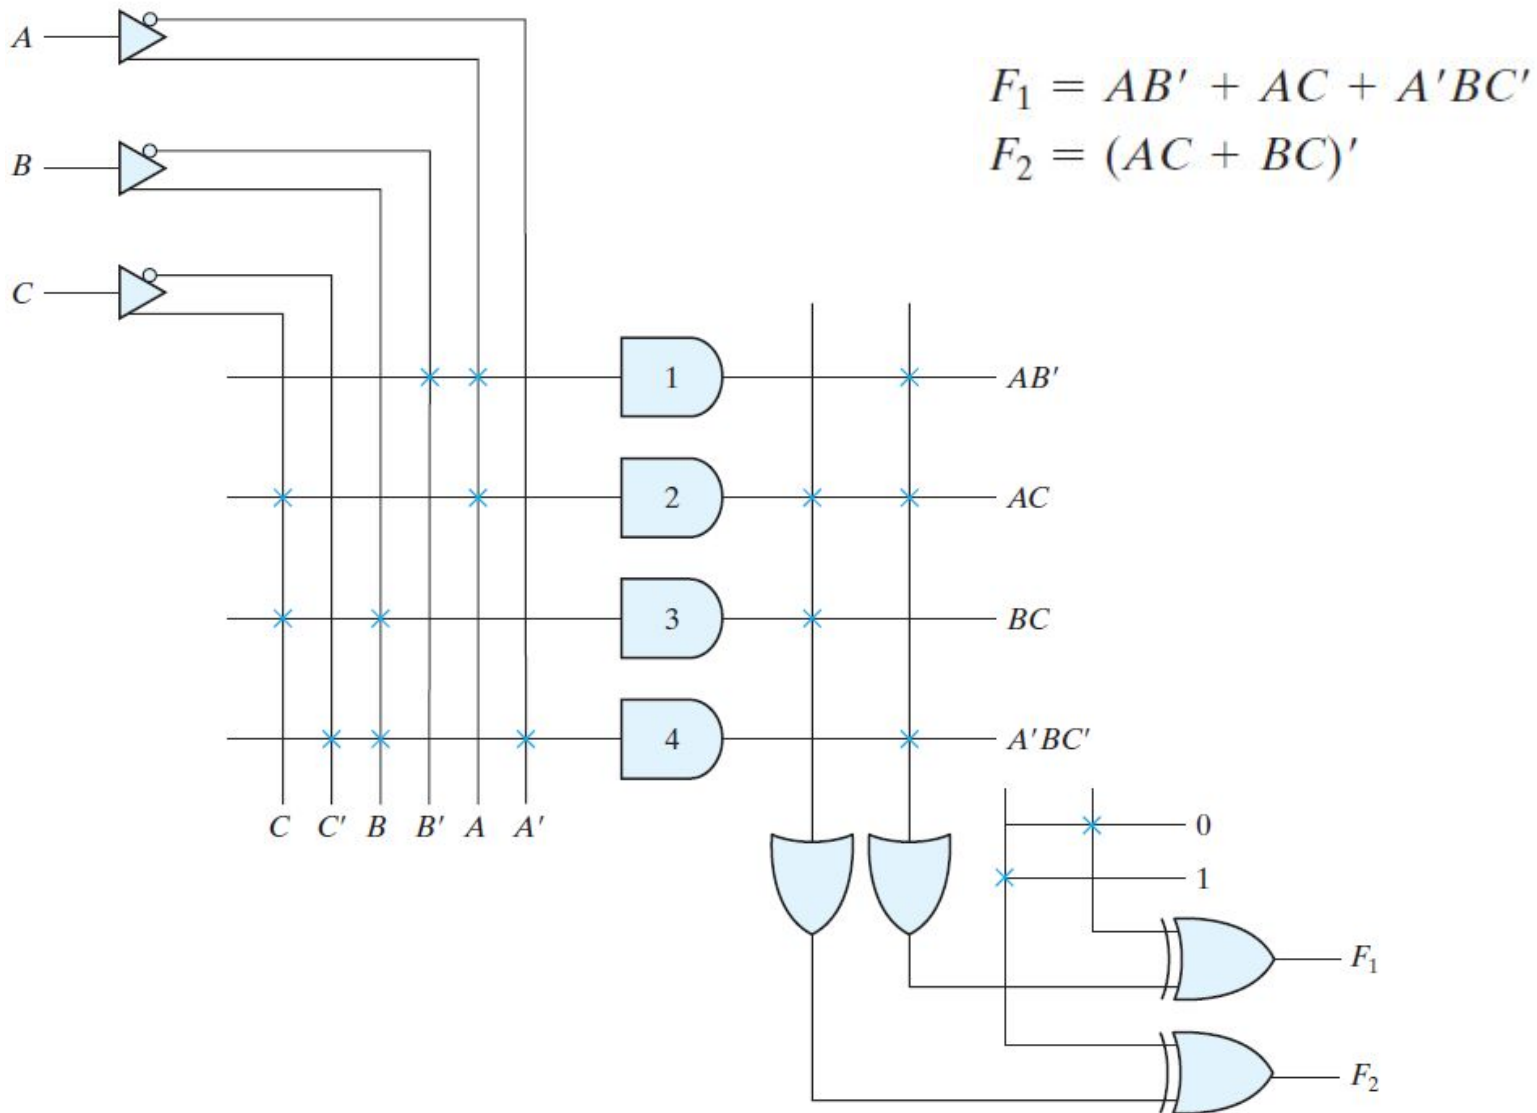 A
F₁ = AB′ + AC + A′BC′
B
F₂ = (AC + BC)′
C
1 AB′
2 AC
3 BC
4 A′BC′
C C′ B B′ A A′
0
1
F₁
F₂